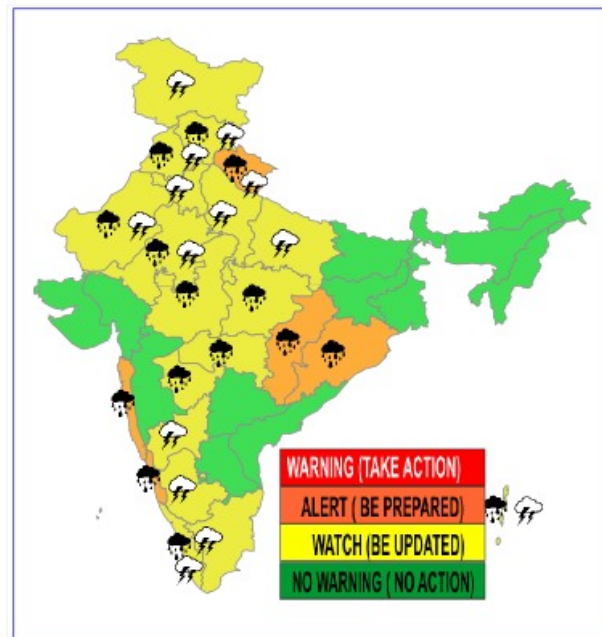 WARNING (TAKE ACTION)
ALERT ( BE PREPARED)
WATCH (BE UPDATED)
NO WARNING ( NO ACTION)